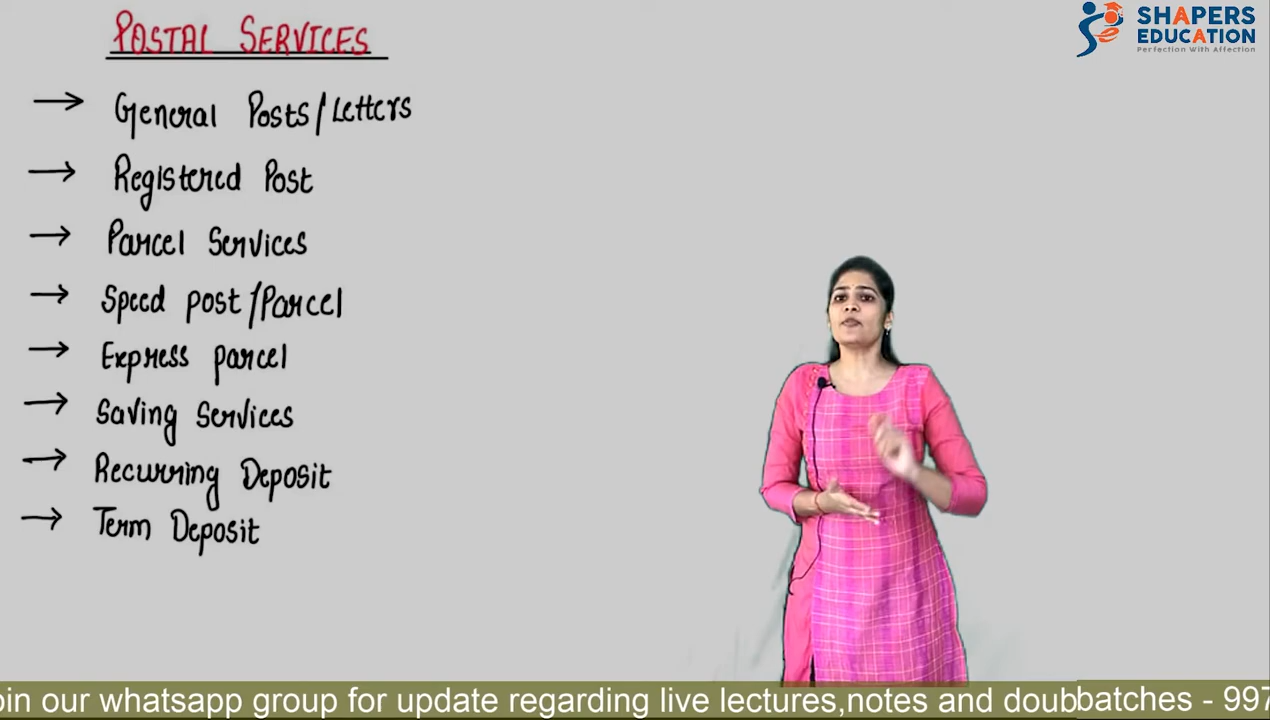 POSTAL SERVICES
SHAPERS
EDUCATION
Perfection With Affection
→ General Posts/Letters
→ Registered Post
→ Parcel Services
→ Speed post/Parcel
→ Express parcel
→ Saving Services
→ Recurring Deposit
→ Term Deposit
oin our whatsapp group for update regarding live lectures,notes and doubbatches - 997